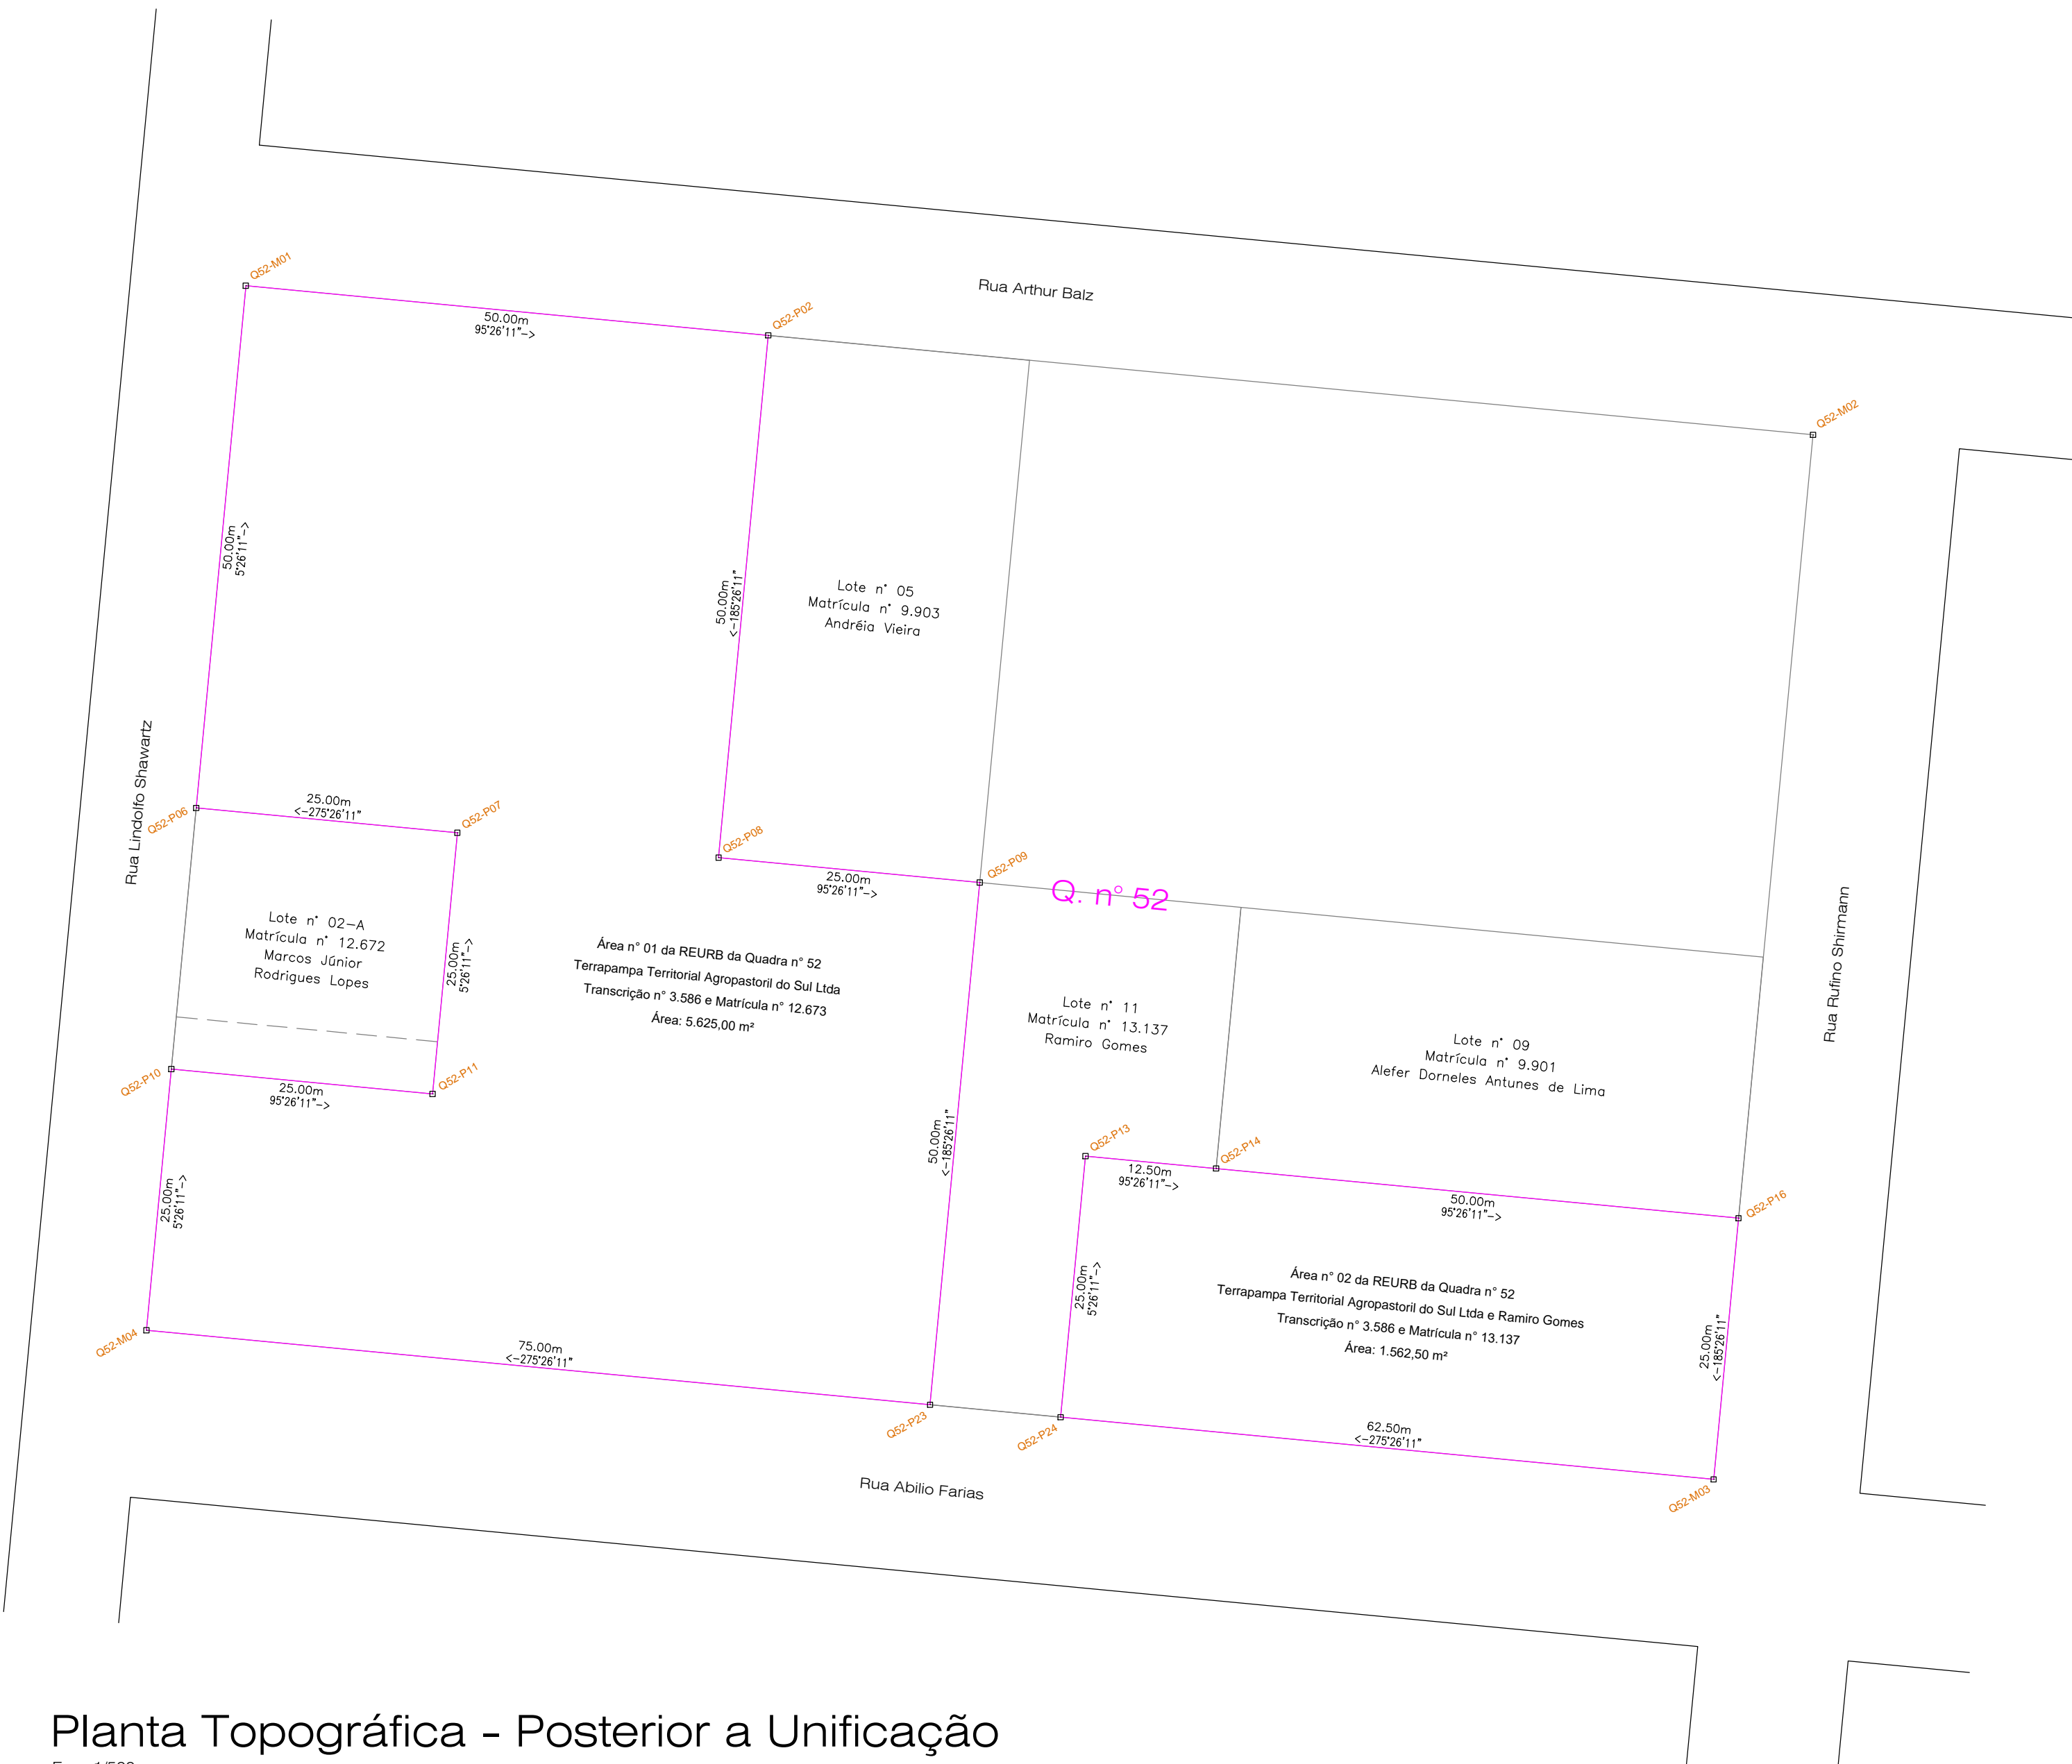 Q52-M01
Rua Arthur Balz
50.00m
95°26'11"->
Q52-P02
Q52-M02
50.00m
5°26'11"->
50.00m
<-185°26'11"
Lote n° 05
Matrícula n° 9.903
Andréia Vieira
Rua Lindolfo Shawartz
Q52-P06
25.00m
<-275°26'11"
Q52-P07
Q52-P08
25.00m
95°26'11"->
Q52-P09
Q. n° 52
Rua Rufino Shirmann
Lote n° 02-A
Matrícula n° 12.672
Marcos Júnior
Rodrigues Lopes
25.00m
5°26'11"->
Área n° 01 da REURB da Quadra n° 52
Terrapampa Territorial Agropastoril do Sul Ltda
Transcrição n° 3.586 e Matrícula n° 12.673
Área: 5.625,00 m²
Lote n° 11
Matrícula n° 13.137
Ramiro Gomes
Lote n° 09
Matrícula n° 9.901
Alefer Dorneles Antunes de Lima
Q52-P10
25.00m
95°26'11"->
Q52-P11
50.00m
<-185°26'11"
Q52-P13
12.50m
95°26'11"->
Q52-P14
50.00m
95°26'11"->
Q52-P16
25.00m
5°26'11"->
25.00m
5°26'11"->
Área n° 02 da REURB da Quadra n° 52
Terrapampa Territorial Agropastoril do Sul Ltda e Ramiro Gomes
Transcrição n° 3.586 e Matrícula n° 13.137
Área: 1.562,50 m²
25.00m
<-185°26'11"
Q52-M04
75.00m
<-275°26'11"
Q52-P23
Q52-P24
62.50m
<-275°26'11"
Q52-M03
Rua Abilio Farias
Planta Topográfica - Posterior a Unificação